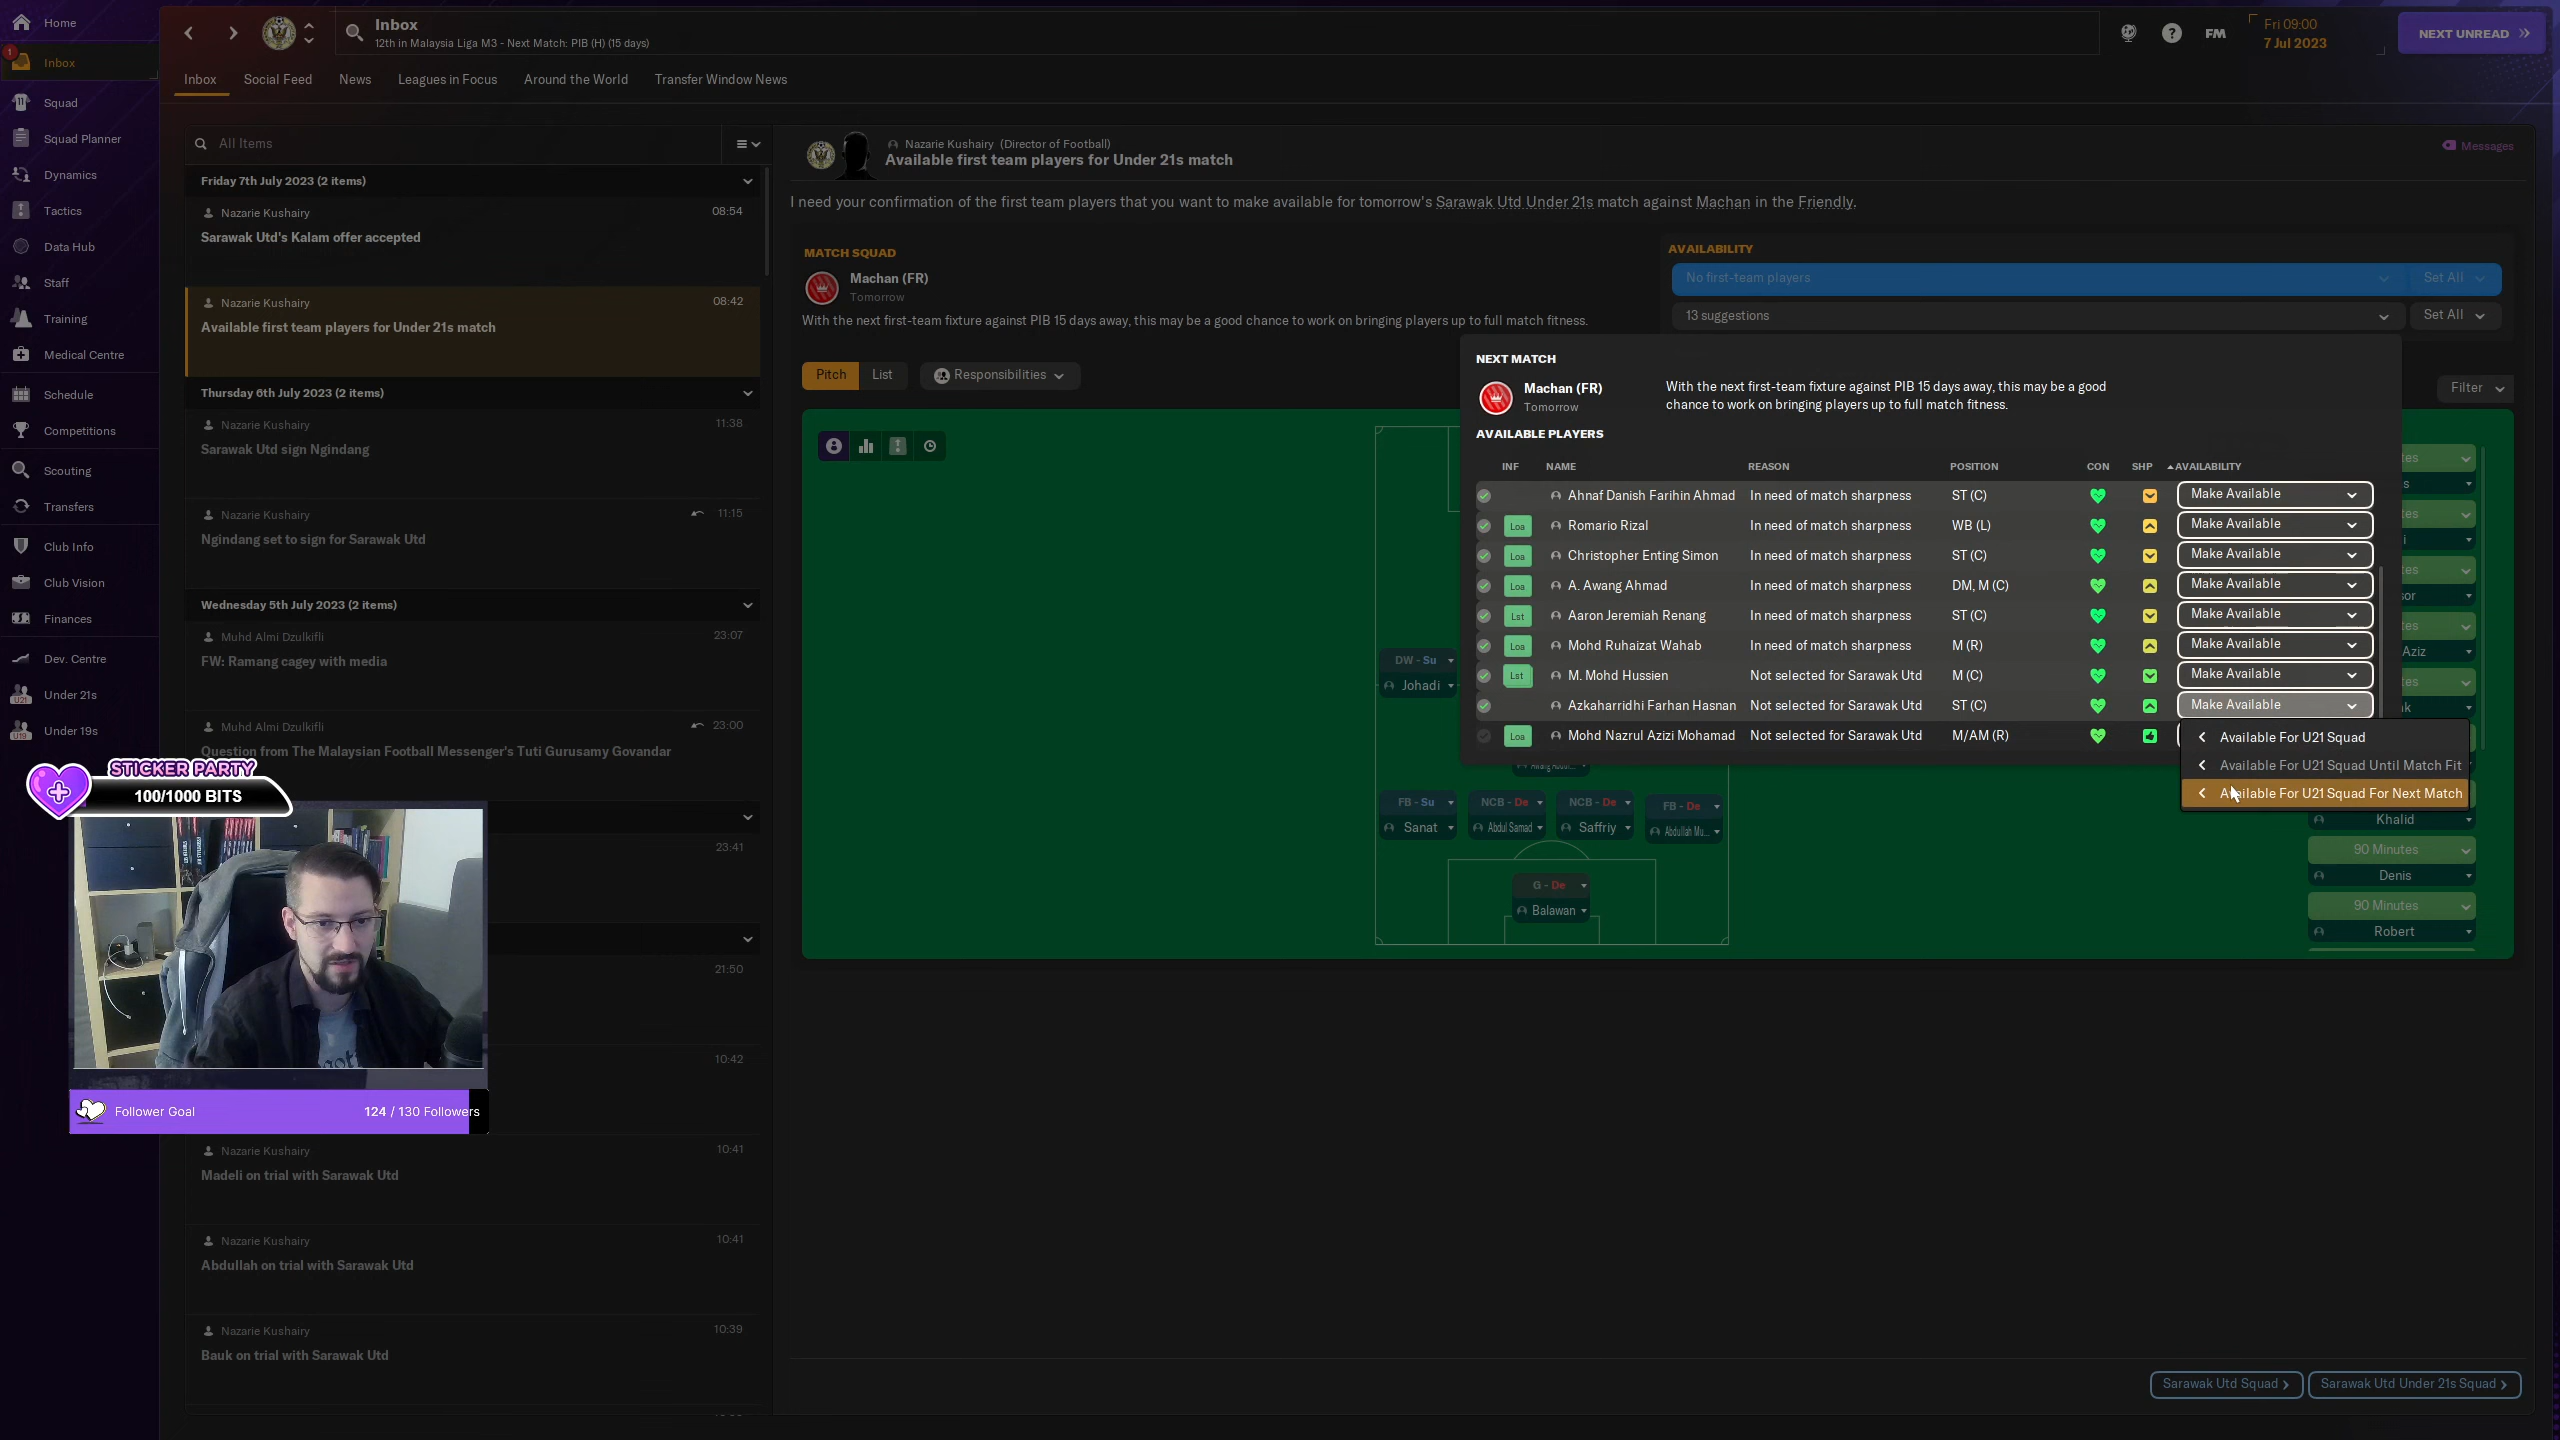 Home
Inbox
1
Squad
Squad Planner
Dynamics
Tactics
Data Hub
Staff
Training
Medical Centre
Schedule
Competitions
Scouting
Transfers
Club Info
Club Vision
Finances
Dev. Centre
Under 21s
Under 19s
Inbox
12th in Malaysia Liga M3 - Next Match: PIB (H) (15 days)
FM
Fri 09:00
7 Jul 2023
NEXT UNREAD
Inbox
Social Feed
News
Leagues in Focus
Around the World
Transfer Window News
All Items
Friday 7th July 2023 (2 items)
Nazarie Kushairy 08:54
Sarawak Utd's Kalam offer accepted
Nazarie Kushairy 08:42
Available first team players for Under 21s match
Thursday 6th July 2023 (2 items)
Nazarie Kushairy 11:38
Sarawak Utd sign Ngindang
Nazarie Kushairy 11:15
Ngindang set to sign for Sarawak Utd
Wednesday 5th July 2023 (2 items)
Muhd Almi Dzulkifli 23:07
FW: Ramang cagey with media
Muhd Almi Dzulkifli 23:00
Question from The Malaysian Football Messenger's Tuti Gurusamy Govandar
23:41
21:50
10:42
Nazarie Kushairy 10:41
Madeli on trial with Sarawak Utd
Nazarie Kushairy 10:41
Abdullah on trial with Sarawak Utd
Nazarie Kushairy 10:39
Bauk on trial with Sarawak Utd
STICKER PARTY
100/1000 BITS
Follower Goal
124 / 130 Followers
Nazarie Kushairy (Director of Football)
Available first team players for Under 21s match
Messages
I need your confirmation of the first team players that you want to make available for tomorrow's Sarawak Utd Under 21s match against Machan in the Friendly.
MATCH SQUAD
Machan (FR)
Tomorrow
With the next first-team fixture against PIB 15 days away, this may be a good chance to work on bringing players up to full match fitness.
AVAILABILITY
No first-team players
Set All
13 suggestions
Set All
Pitch
List
Responsibilities
Filter
NEXT MATCH
Machan (FR)
Tomorrow
With the next first-team fixture against PIB 15 days away, this may be a good
chance to work on bringing players up to full match fitness.
AVAILABLE PLAYERS
INF NAME REASON POSITION CON SHP AVAILABILITY
Ahnaf Danish Farihin Ahmad In need of match sharpness ST (C) Make Available
Loa Romario Rizal In need of match sharpness WB (L) Make Available
Loa Christopher Enting Simon In need of match sharpness ST (C) Make Available
Loa A. Awang Ahmad In need of match sharpness DM, M (C) Make Available
Lst Aaron Jeremiah Renang In need of match sharpness ST (C) Make Available
Loa Mohd Ruhaizat Wahab In need of match sharpness M (R) Make Available
Lst M. Mohd Hussien Not selected for Sarawak Utd M (C) Make Available
Azkaharridhi Farhan Hasnan Not selected for Sarawak Utd ST (C) Make Available
Loa Mohd Nazrul Azizi Mohamad Not selected for Sarawak Utd M/AM (R)
Available For U21 Squad
Available For U21 Squad Until Match Fit
Available For U21 Squad For Next Match
DW - Su
Johadi
FB - Su
Sanat
NCB - De
Abdul Samad
NCB - De
Saffriy
FB - De
Abdullah Mu...
G - De
Balawan
Aziz
Khalid
90 Minutes
Denis
90 Minutes
Robert
Sarawak Utd Squad
Sarawak Utd Under 21s Squad